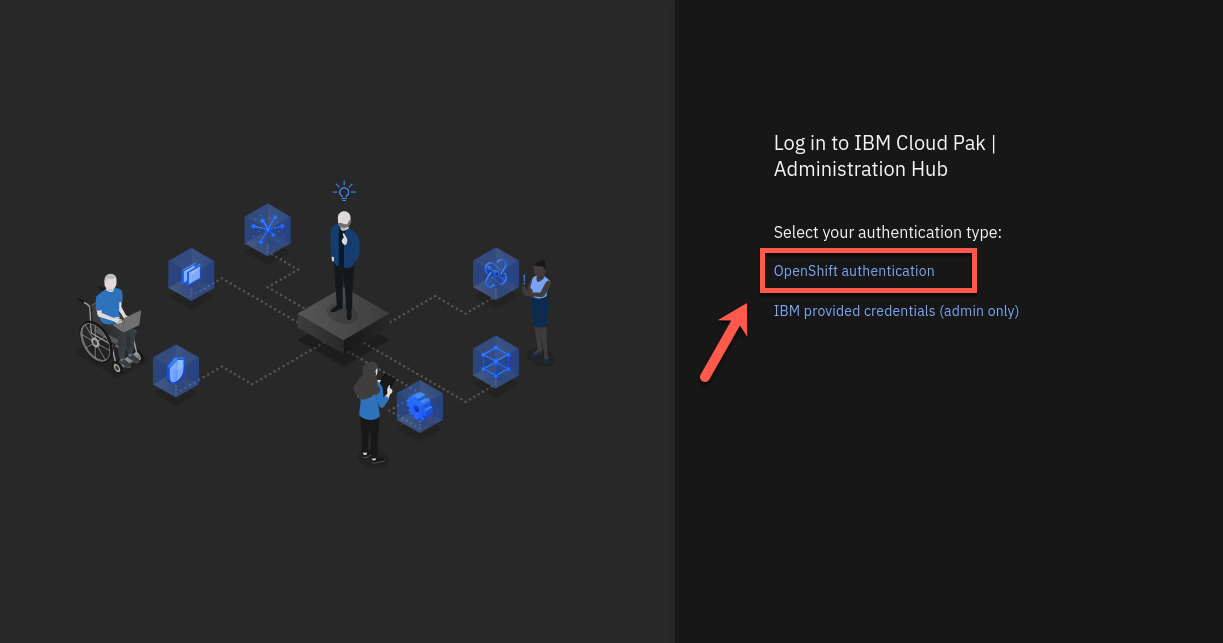 Log in to IBM Cloud Pak |
Administration Hub
Select your authentication type:
OpenShift authentication
IBM provided credentials (admin only)